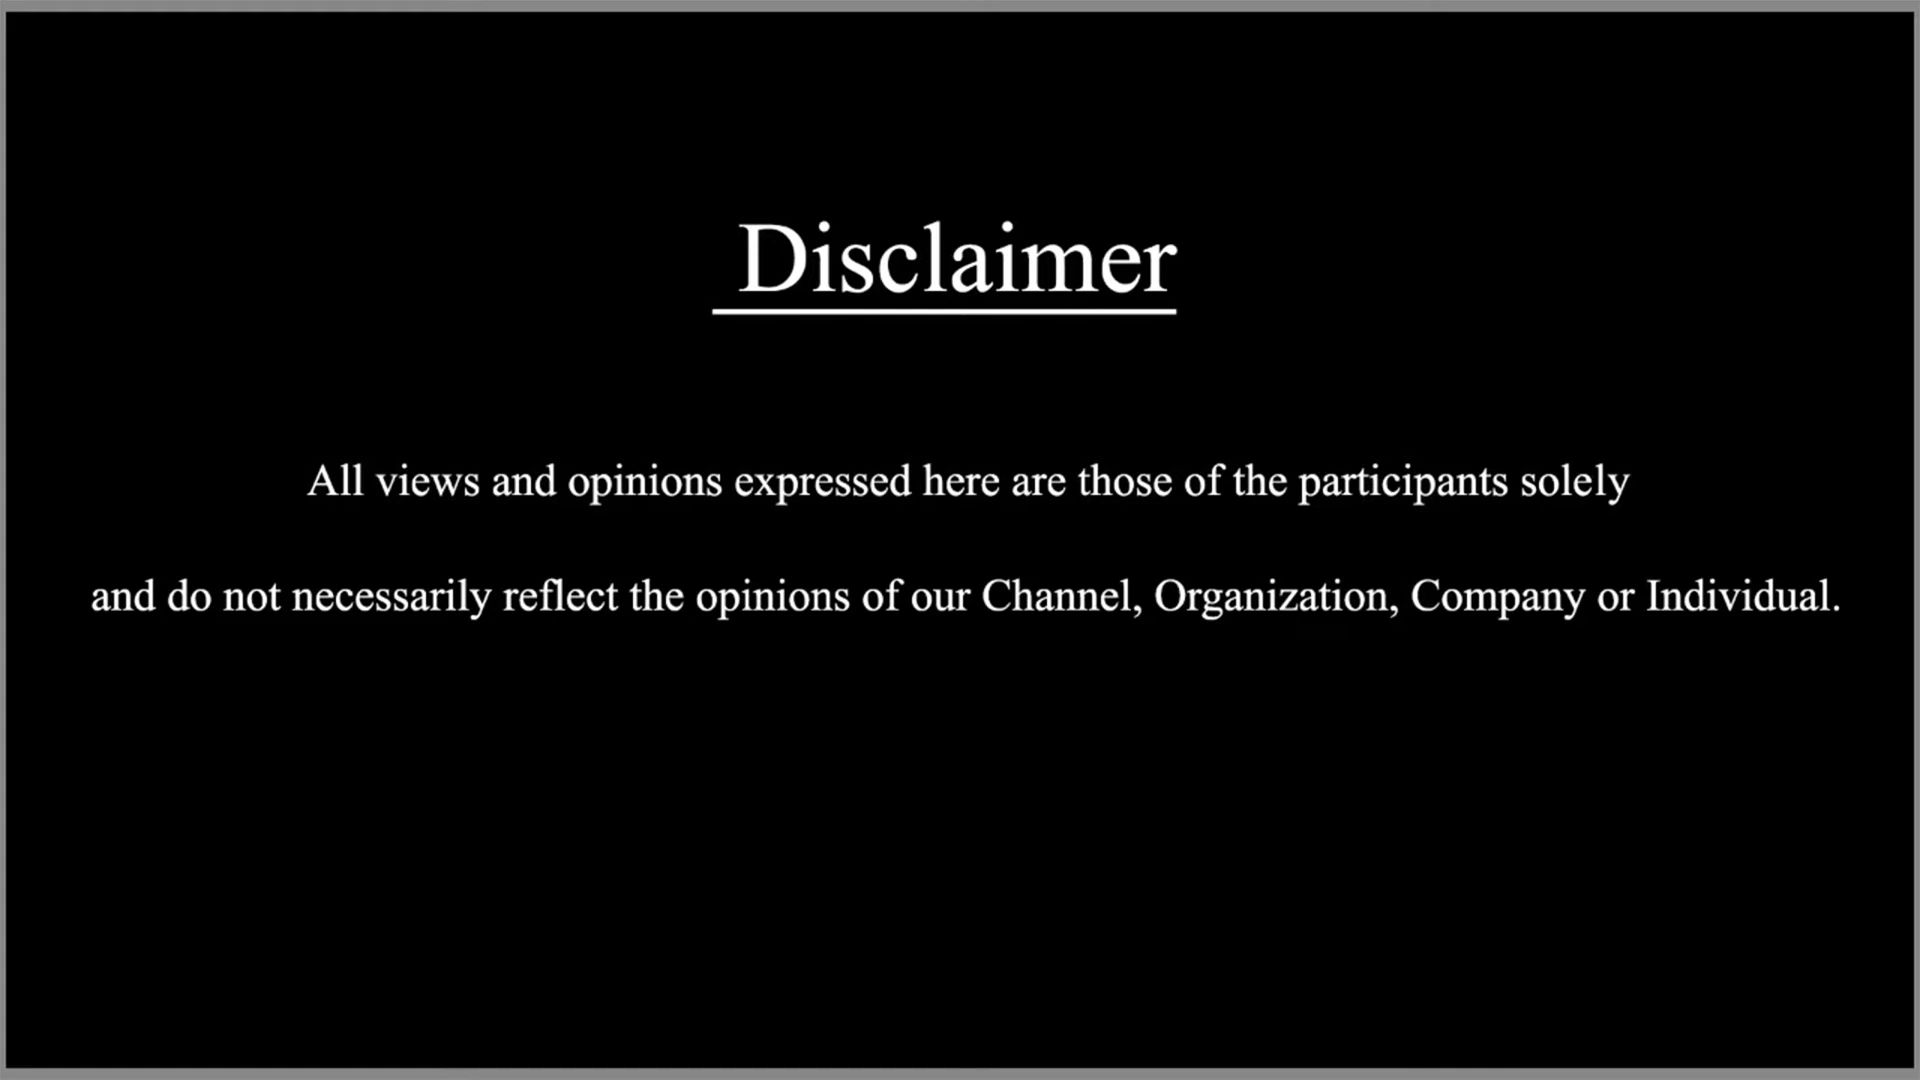 Disclaimer
All views and opinions expressed here are those of the participants solely
and do not necessarily reflect the opinions of our Channel, Organization, Company or Individual.